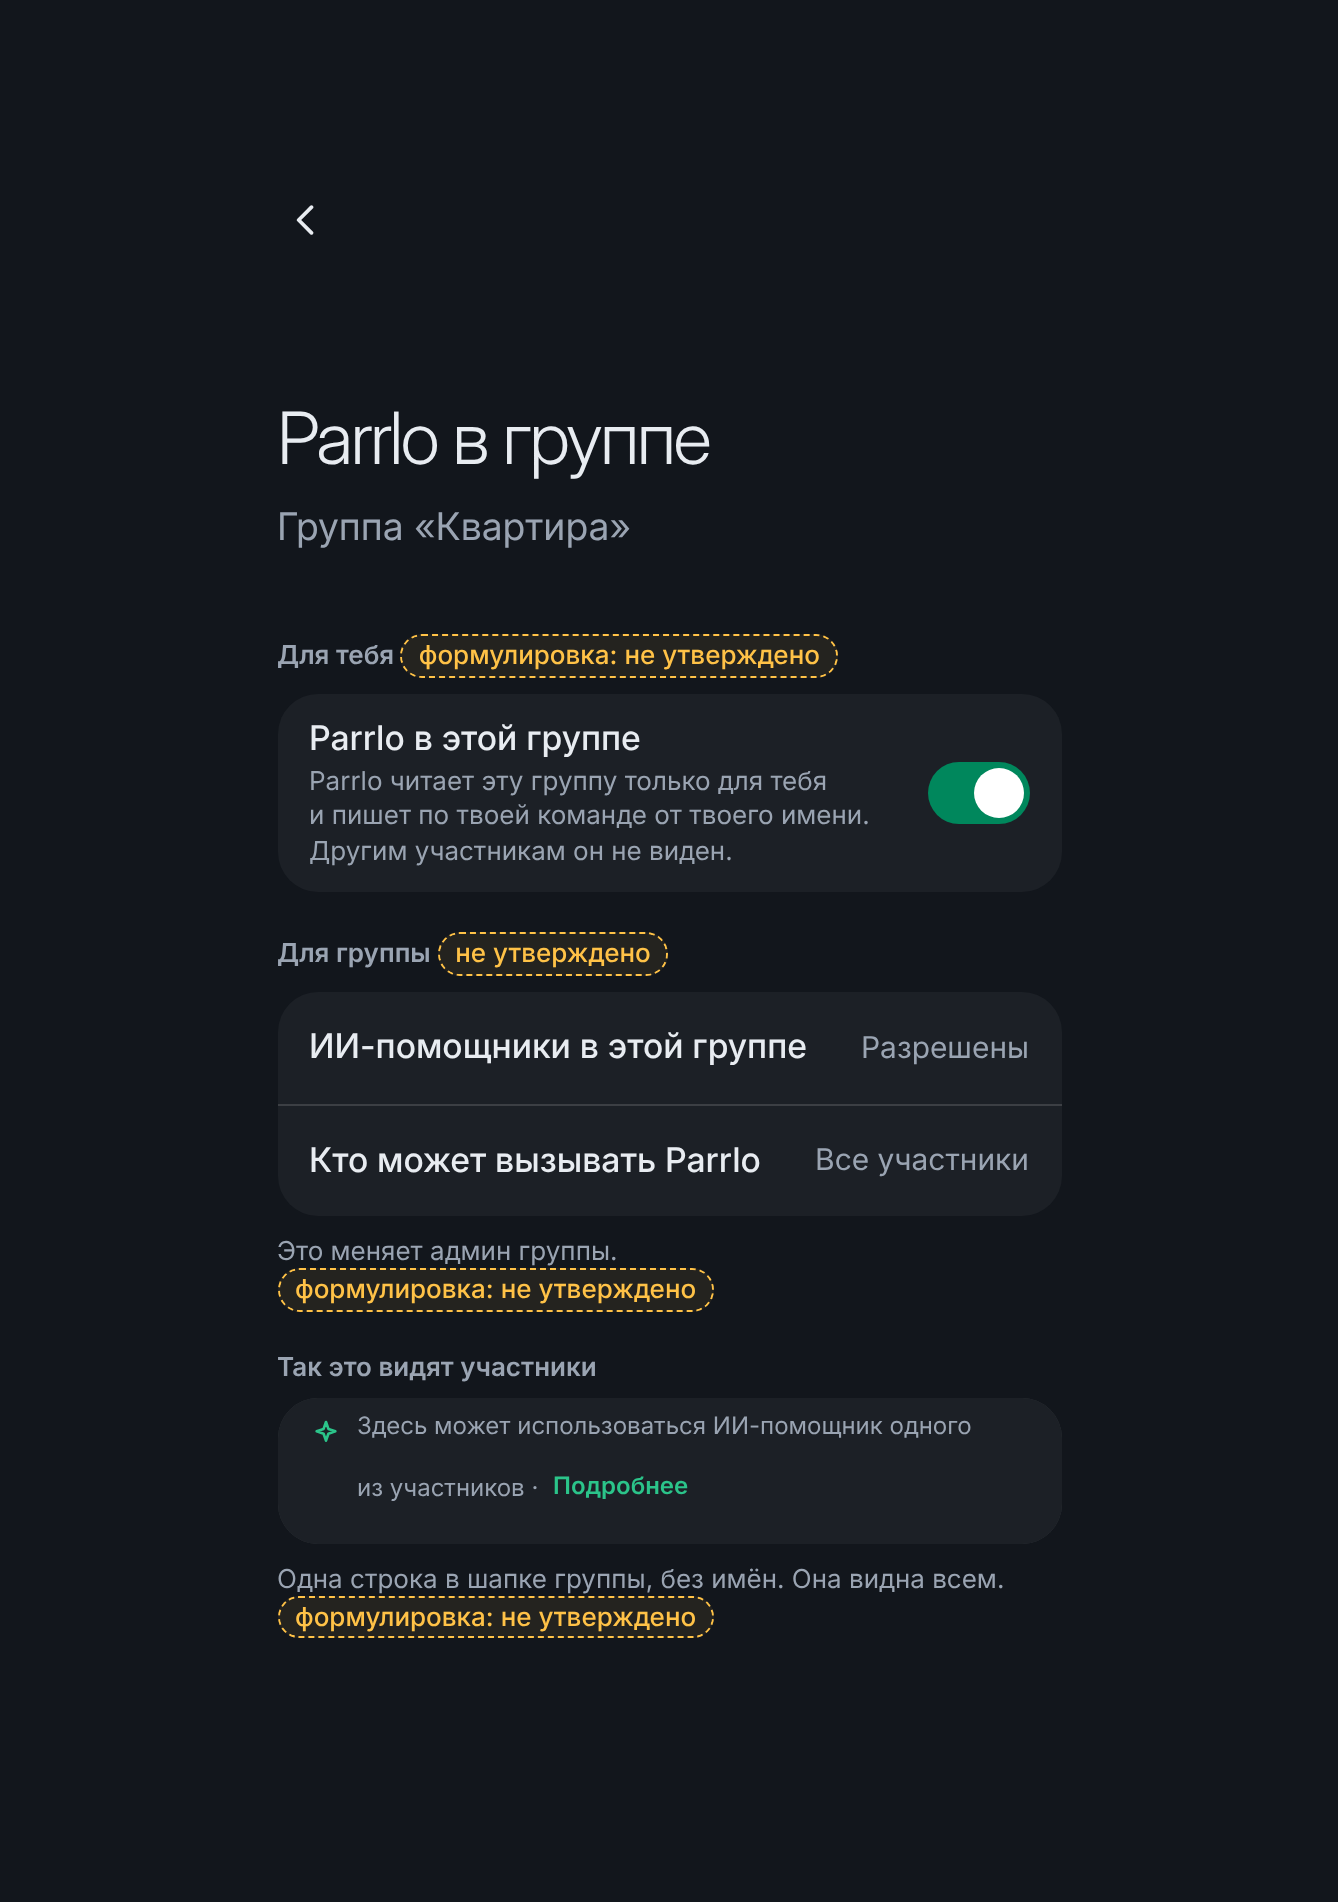 Parrlo в группе
Группа «Квартира»
Для тебя формулировка: не утверждено
Parrlo в этой группе
Parrlo читает эту группу только для тебя
и пишет по твоей команде от твоего имени.
Другим участникам он не виден.
Для группы не утверждено
ИИ-помощники в этой группе Разрешены
Кто может вызывать Parrlo Все участники
Это меняет админ группы.
формулировка: не утверждено
Так это видят участники
Здесь может использоваться ИИ-помощник одного
из участников · Подробнее
Одна строка в шапке группы, без имён. Она видна всем.
формулировка: не утверждено